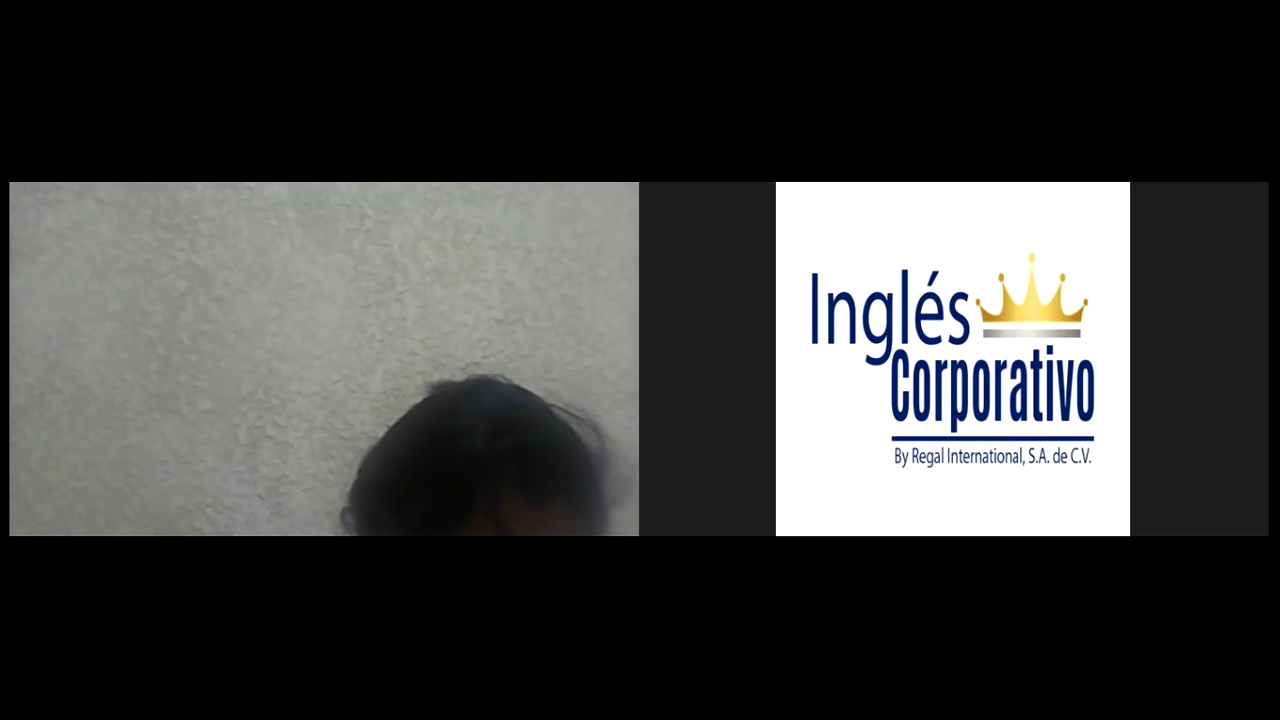 Inglés
Corporativo
By Regal International, S.A. de C.V.